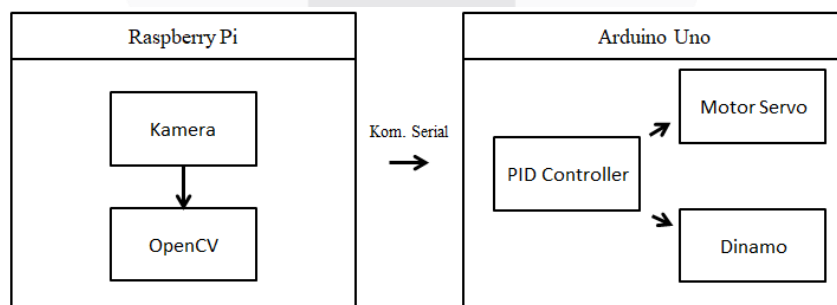 Raspberry Pi
Kamera
OpenCV
Kom. Serial
Arduino Uno
PID Controller
Motor Servo
Dinamo